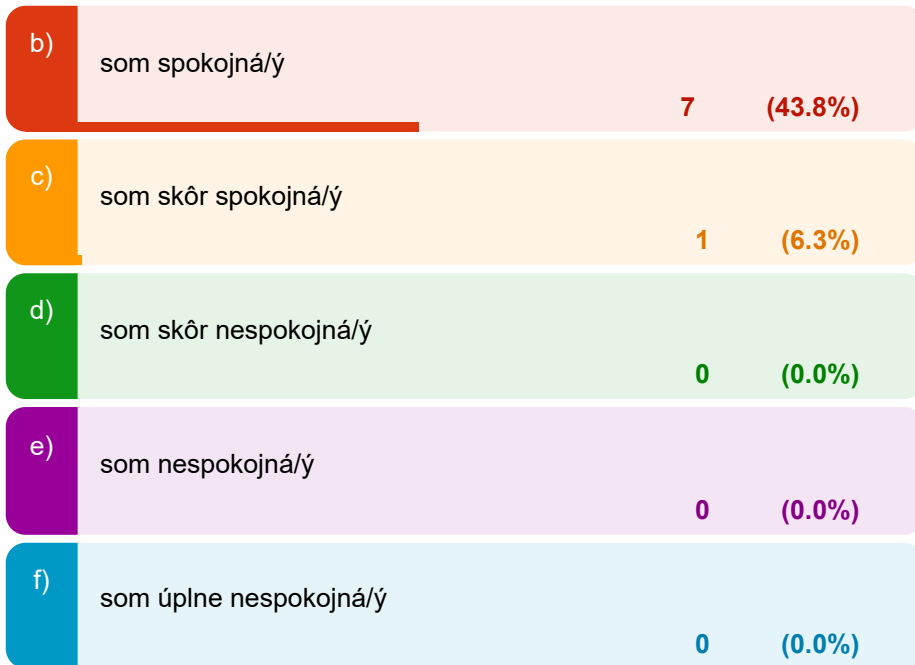 b)
som spokojná/ý
7 (43.8%)
c)
som skôr spokojná/ý
1 (6.3%)
d)
som skôr nespokojná/ý
0 (0.0%)
e)
som nespokojná/ý
0 (0.0%)
f)
som úplne nespokojná/ý
0 (0.0%)